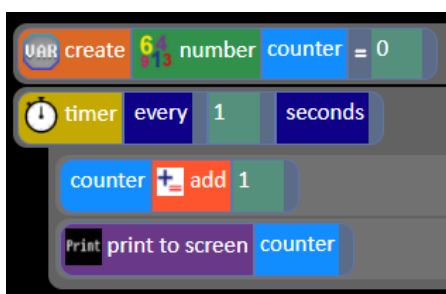 VAR create 64 913 number counter = 0
timer every 1 seconds
counter += add 1
Print print to screen counter